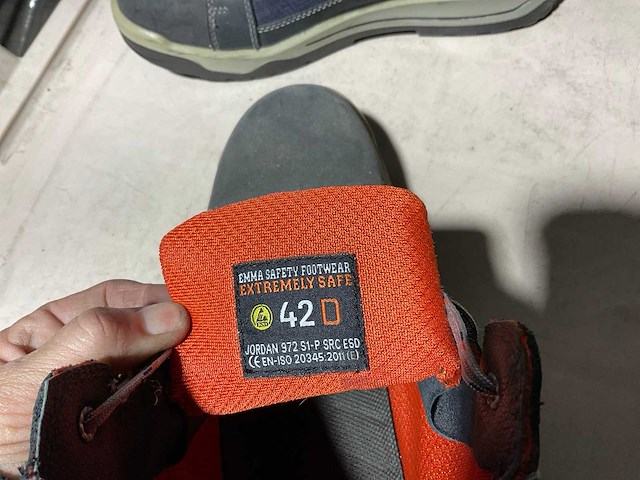 EMMA SAFETY FOOTWEAR
EXTREMELY SAFE
42 D
JORDAN 972 S1-P SRC ESD
CE EN-ISO 20345:2011 (E)